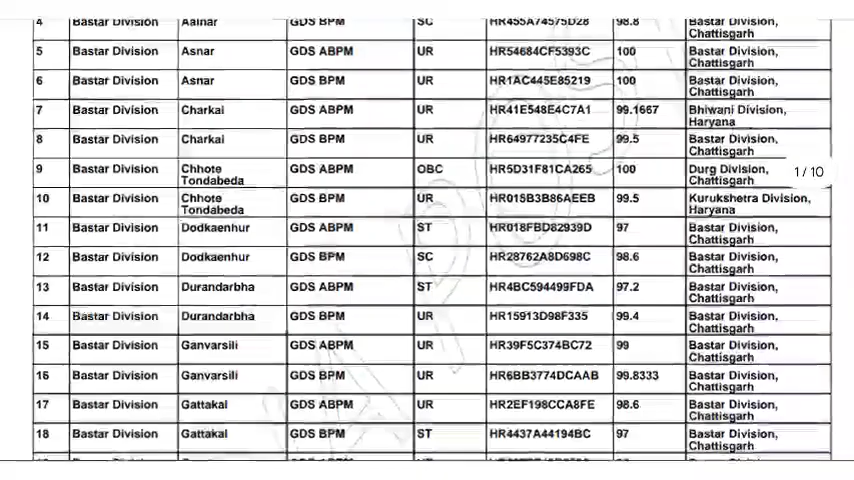 4 Bastar Division Aalnar GDS BPM SC HR455A74575D28 98.8 Bastar Division,
Chattisgarh
5 Bastar Division Asnar GDS ABPM UR HR54684CF5393C 100 Bastar Division,
Chattisgarh
6 Bastar Division Asnar GDS BPM UR HR1AC445E85219 100 Bastar Division,
Chattisgarh
7 Bastar Division Charkai GDS ABPM UR HR41E548E4C7A1 99.1667 Bhiwani Division,
Haryana
8 Bastar Division Charkai GDS BPM UR HR64977235C4FE 99.5 Bastar Division,
Chattisgarh
9 Bastar Division Chhote GDS ABPM OBC HR5D31F81CA265 100 Durg Division,
Tondabeda Chattisgarh
1/10
10 Bastar Division Chhote GDS BPM UR HR015B3B86AEEB 99.5 Kurukshetra Division,
Tondabeda Haryana
11 Bastar Division Dodkaenhur GDS ABPM ST HR018FBD82939D 97 Bastar Division,
Chattisgarh
12 Bastar Division Dodkaenhur GDS BPM SC HR28762A8D698C 98.6 Bastar Division,
Chattisgarh
13 Bastar Division Durandarbha GDS ABPM ST HR4BC594499FDA 97.2 Bastar Division,
Chattisgarh
14 Bastar Division Durandarbha GDS BPM UR HR15913D98F335 99.4 Bastar Division,
Chattisgarh
15 Bastar Division Ganvarsili GDS ABPM UR HR39F5C374BC72 99 Bastar Division,
Chattisgarh
16 Bastar Division Ganvarsili GDS BPM UR HR6BB3774DCAAB 99.8333 Bastar Division,
Chattisgarh
17 Bastar Division Gattakal GDS ABPM UR HR2EF198CCA8FE 98.6 Bastar Division,
Chattisgarh
18 Bastar Division Gattakal GDS BPM ST HR4437A44194BC 97 Bastar Division,
Chattisgarh